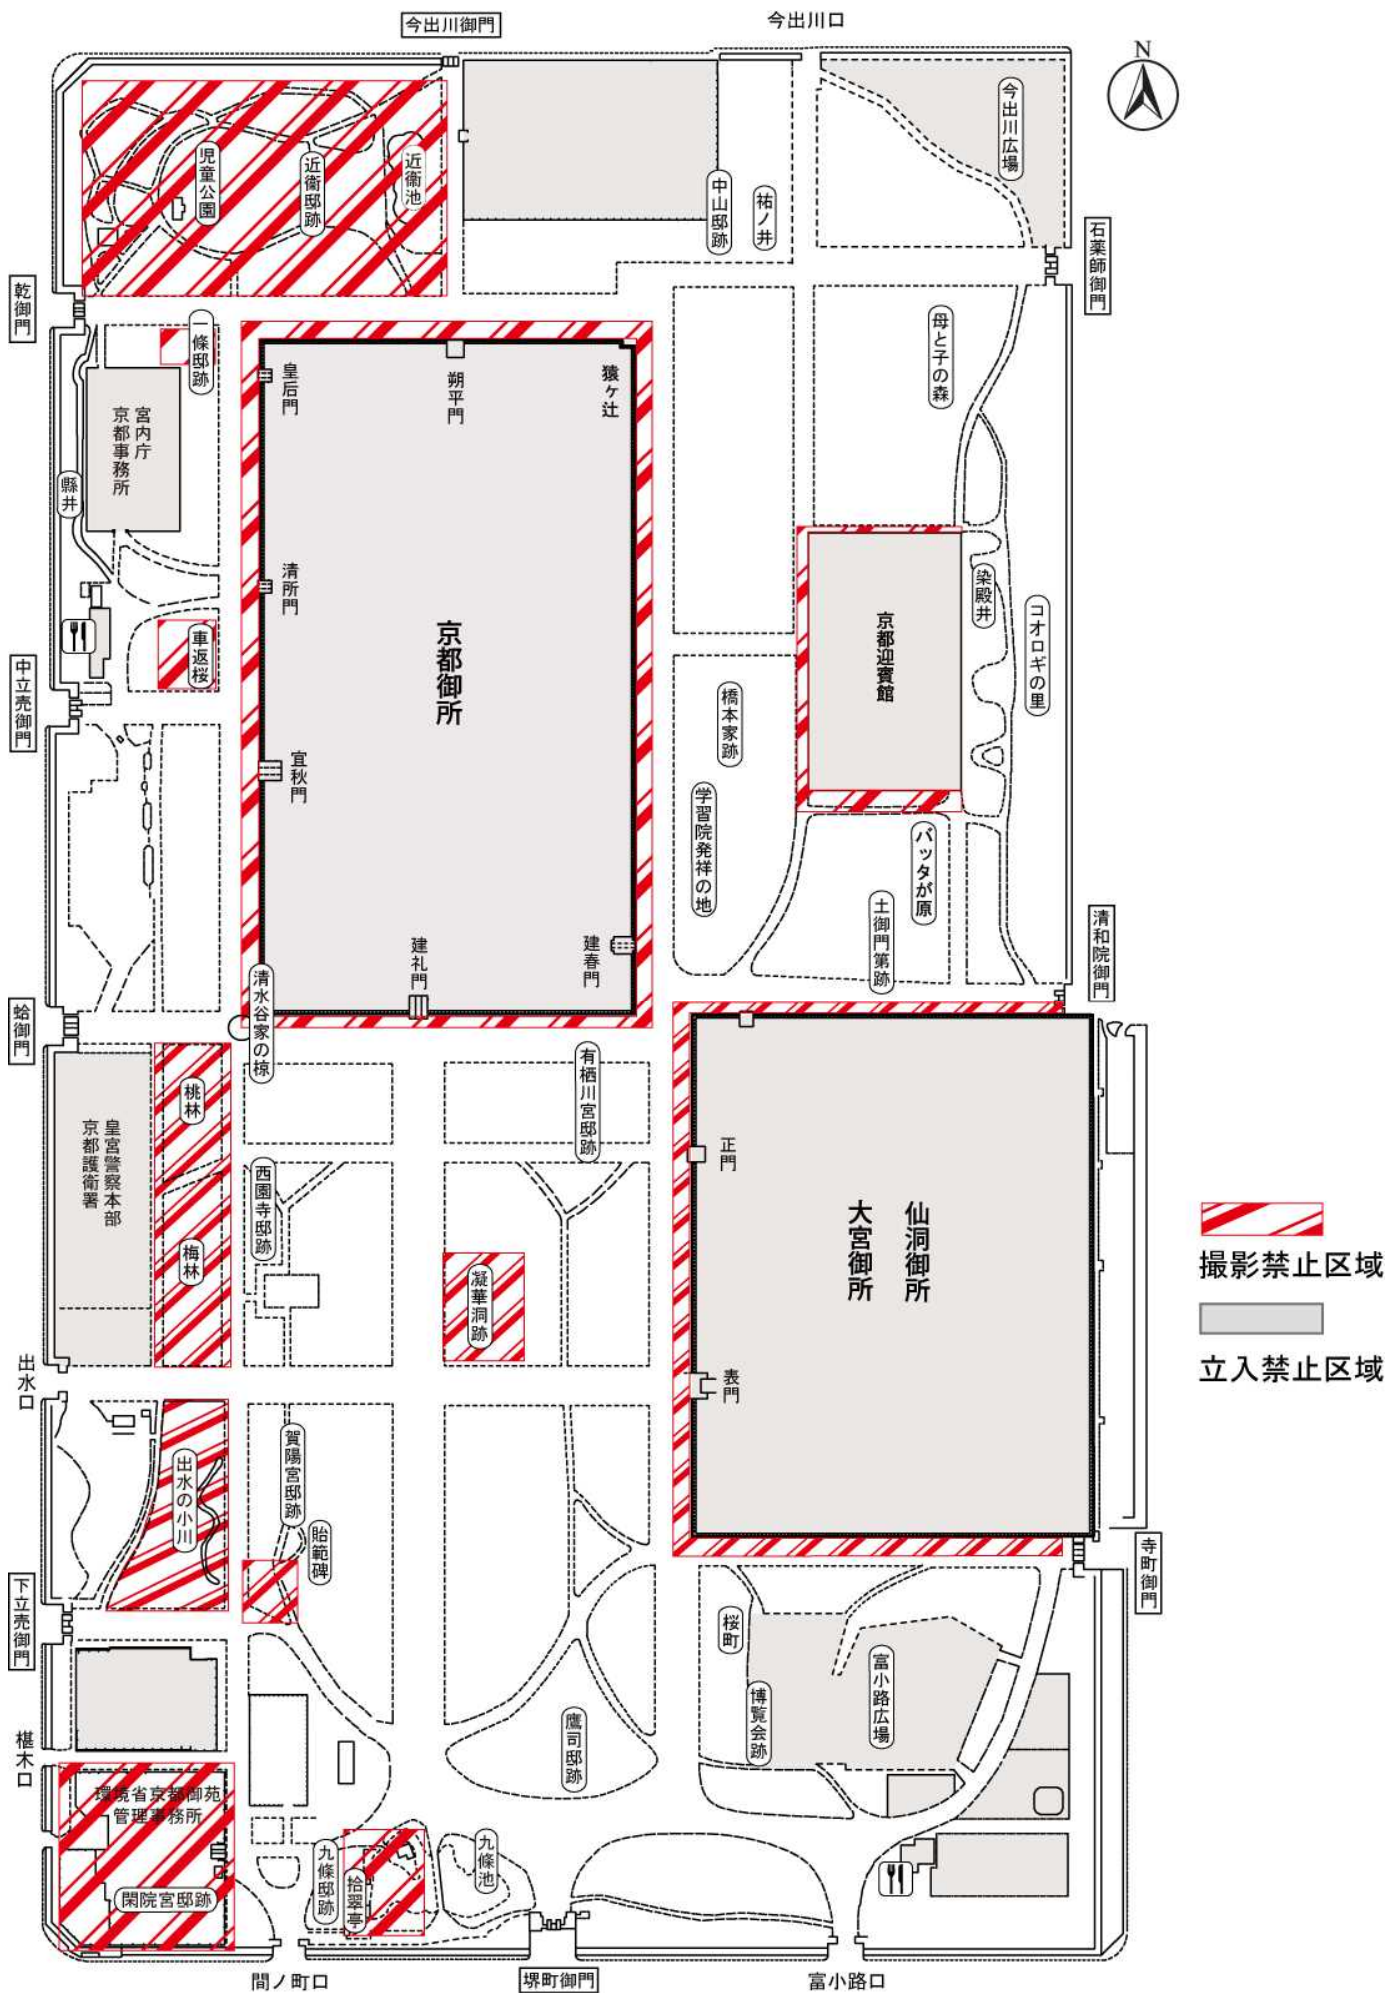 今出川御門
今出川口
N
今出川広場
児童公園
近衞邸跡
近衞池
中山邸跡
祐ノ井
石薬師御門
乾御門
一條邸跡
母と子の森
皇后門
朔平門
猿ヶ辻
宮内庁
京都事務所
縣井
清所門
染殿井
コオロギの里
京都御所
京都迎賓館
車返桜
中立売御門
橋本家跡
宜秋門
学習院発祥の地
バッタが原
土御門第跡
清和院御門
建礼門
建春門
清水谷家の椋
蛤御門
有栖川宮邸跡
桃林
皇宮警察本部
京都護衛署
正門
西園寺邸跡
仙洞御所
大宮御所
梅林
凝華洞跡
撮影禁止区域
立入禁止区域
出水口
表門
賀陽宮邸跡
出水の小川
貽範碑
寺町御門
下立売御門
桜町
富小路広場
博覧会跡
鷹司邸跡
椹木口
環境省京都御苑
管理事務所
九條池
九條邸跡
拾翠亭
閑院宮邸跡
間ノ町口
堺町御門
富小路口